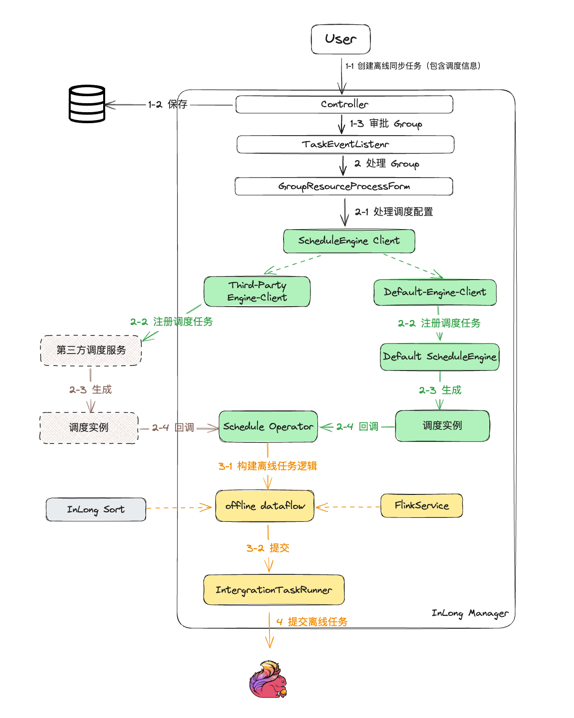 User
1-1 创建离线同步任务（包含调度信息）
Controller
1-2 保存
1-3 审批 Group
TaskEventListenr
2 处理 Group
GroupResourceProcessForm
2-1 处理调度配置
ScheduleEngine Client
Third-Party
Engine-Client
Default-Engine-Client
2-2 注册调度任务
2-2 注册调度任务
第三方调度服务
Default ScheduleEngine
2-3 生成
2-3 生成
调度实例
2-4 回调
Schedule Operator
2-4 回调
调度实例
3-1 构建离线任务逻辑
InLong Sort
offline dataflow
FlinkService
3-2 提交
IntergrationTaskRunner
InLong Manager
4 提交离线任务